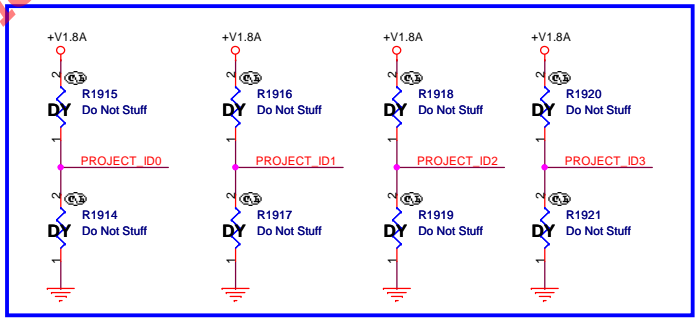 +V1.8A +V1.8A +V1.8A +V1.8A
2 2 2 2
R1915 R1916 R1918 R1920
DY Do Not Stuff DY Do Not Stuff DY Do Not Stuff DY Do Not Stuff
1 1 1 1
PROJECT_ID0 PROJECT_ID1 PROJECT_ID2 PROJECT_ID3
2 2 2 2
R1914 R1917 R1919 R1921
DY Do Not Stuff DY Do Not Stuff DY Do Not Stuff DY Do Not Stuff
1 1 1 1